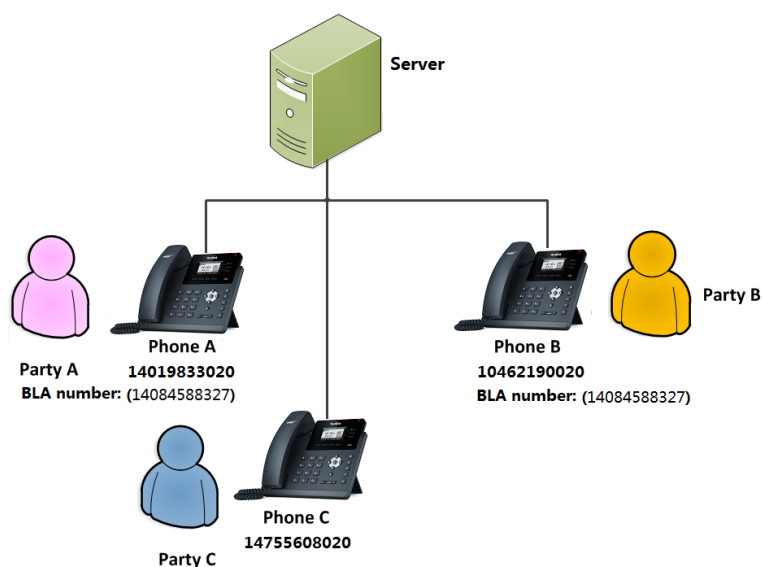 Server
Party A
Phone A
14019833020
BLA number: (14084588327)
Phone B
10462190020
BLA number: (14084588327)
Party B
Phone C
14755608020
Party C